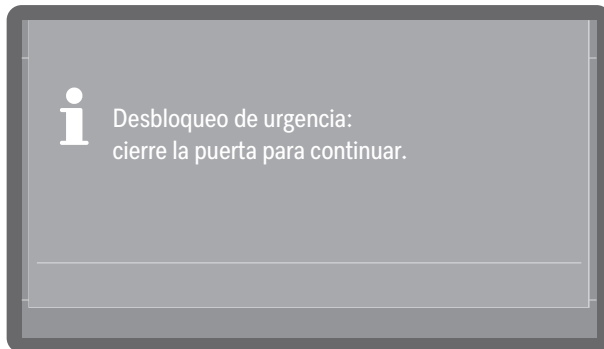 Desbloqueo de urgencia:
cierre la puerta para continuar.